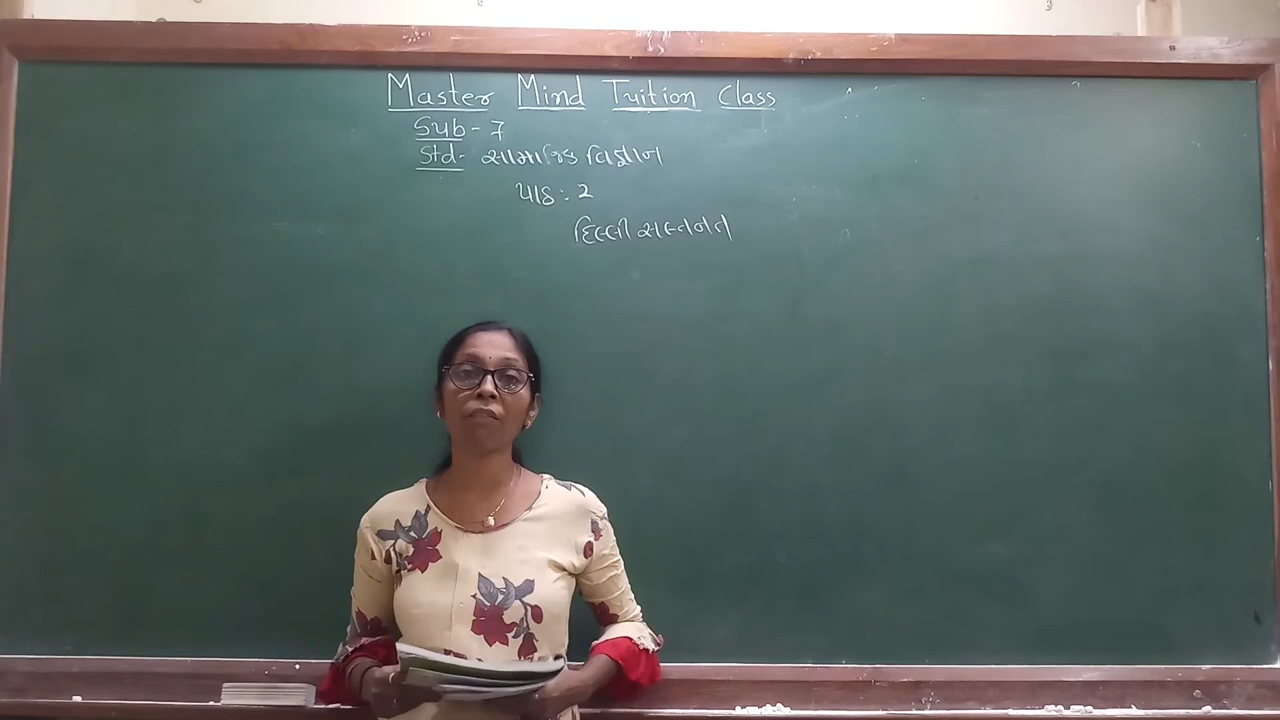 Master Mind Tuition Class
Sub - 7
Std - સામાજિક વિજ્ઞાન
પાઠ : 2
દિલ્લી સલ્તનત